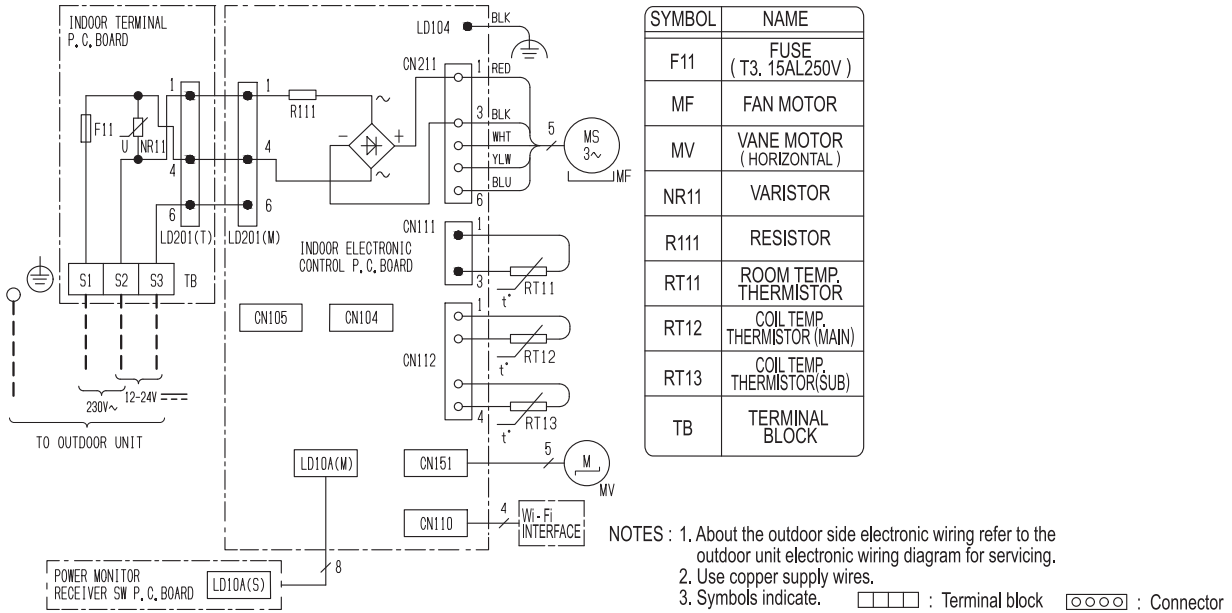 INDOOR TERMINAL
P.C.BOARD
F11
U
NR11
1
4
6
LD201(T)
LD201(M)
1
4
6
S1
S2
S3
TB
230V~
12-24V
TO OUTDOOR UNIT
R111
~
-
+
~
LD104
BLK
CN211
1
RED
3
BLK
WHT
YLW
BLU
6
5
MS
3~
MF
INDOOR ELECTRONIC
CONTROL P.C.BOARD
CN111
1
3
t°
RT11
CN105
CN104
CN112
1
t°
RT12
4
t°
RT13
LD10A(M)
CN151
5
M
MV
CN110
4
Wi-Fi
INTERFACE
8
POWER MONITOR
RECEIVER SW P.C.BOARD
LD10A(S)
SYMBOL NAME
F11 FUSE
( T3. 15AL250V )
MF FAN MOTOR
MV VANE MOTOR
( HORIZONTAL )
NR11 VARISTOR
R111 RESISTOR
RT11 ROOM TEMP.
THERMISTOR
RT12 COIL TEMP.
THERMISTOR (MAIN)
RT13 COIL TEMP.
THERMISTOR(SUB)
TB TERMINAL
BLOCK
NOTES : 1. About the outdoor side electronic wiring refer to the
outdoor unit electronic wiring diagram for servicing.
2. Use copper supply wires.
3. Symbols indicate. : Terminal block : Connector